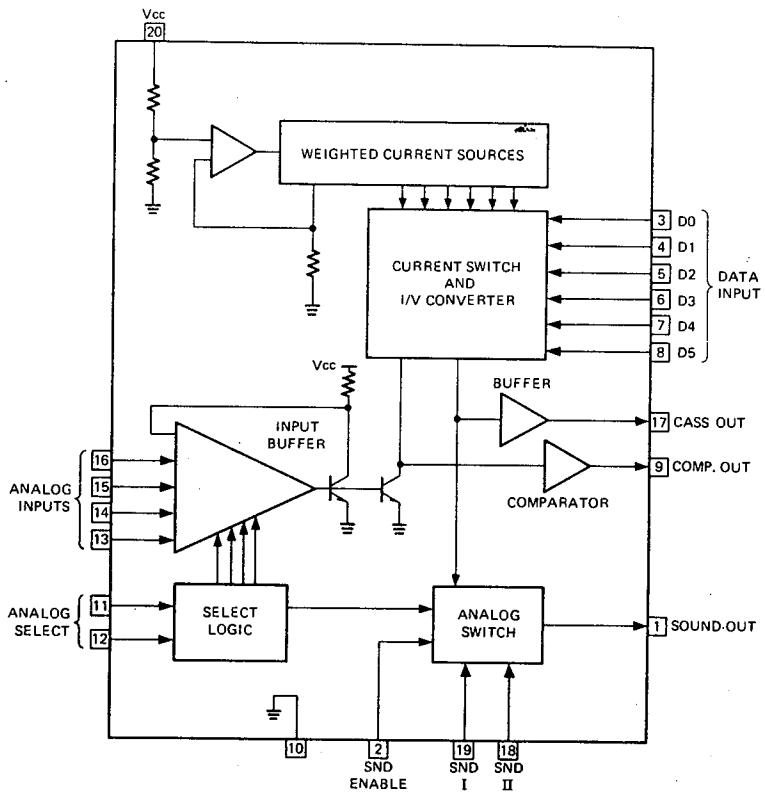 Vcc
20
WEIGHTED CURRENT SOURCES
3 D0
4 D1
5 D2
6 D3
7 D4
8 D5
DATA
INPUT
CURRENT SWITCH
AND
I/V CONVERTER
Vcc
BUFFER
17 CASS OUT
INPUT
BUFFER
9 COMP. OUT
COMPARATOR
16
15
14
13
ANALOG
INPUTS
11
12
ANALOG
SELECT
SELECT
LOGIC
ANALOG
SWITCH
1 SOUND-OUT
10
2
SND
ENABLE
19
SND
I
18
SND
II